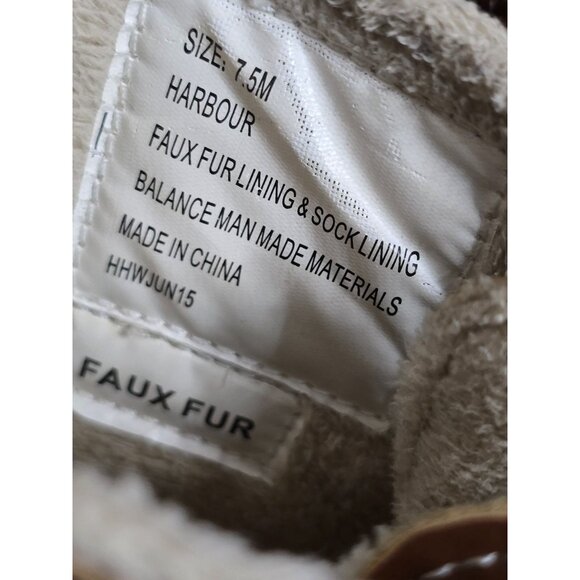 SIZE: 7.5M
HARBOUR
FAUX FUR LINING & SOCK LINING
BALANCE MAN MADE MATERIALS
MADE IN CHINA
HHWJUN15
FAUX FUR